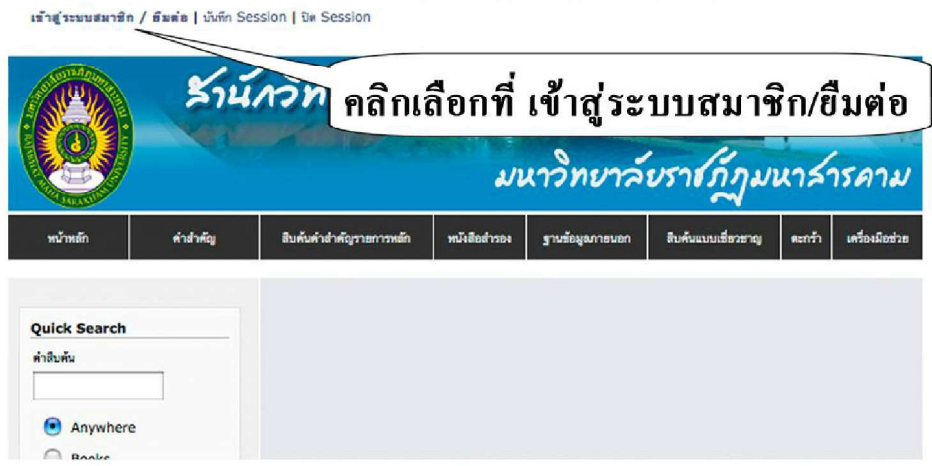 เข้าสู่ระบบสมาชิก / ยืมต่อ | บันทึก Session | ปิด Session
คลิกเลือกที่ เข้าสู่ระบบสมาชิก/ยืมต่อ
สำนักวิท
มหาวิทยาลัยราชภัฏมหาสารคาม
หน้าหลัก คำสำคัญ สืบค้นคำสำคัญรายการหลัก หนังสือสำรอง ฐานข้อมูลภายนอก สืบค้นแบบเชี่ยวชาญ ตะกร้า เครื่องมือช่วย
Quick Search
คำสืบค้น
Anywhere
Books